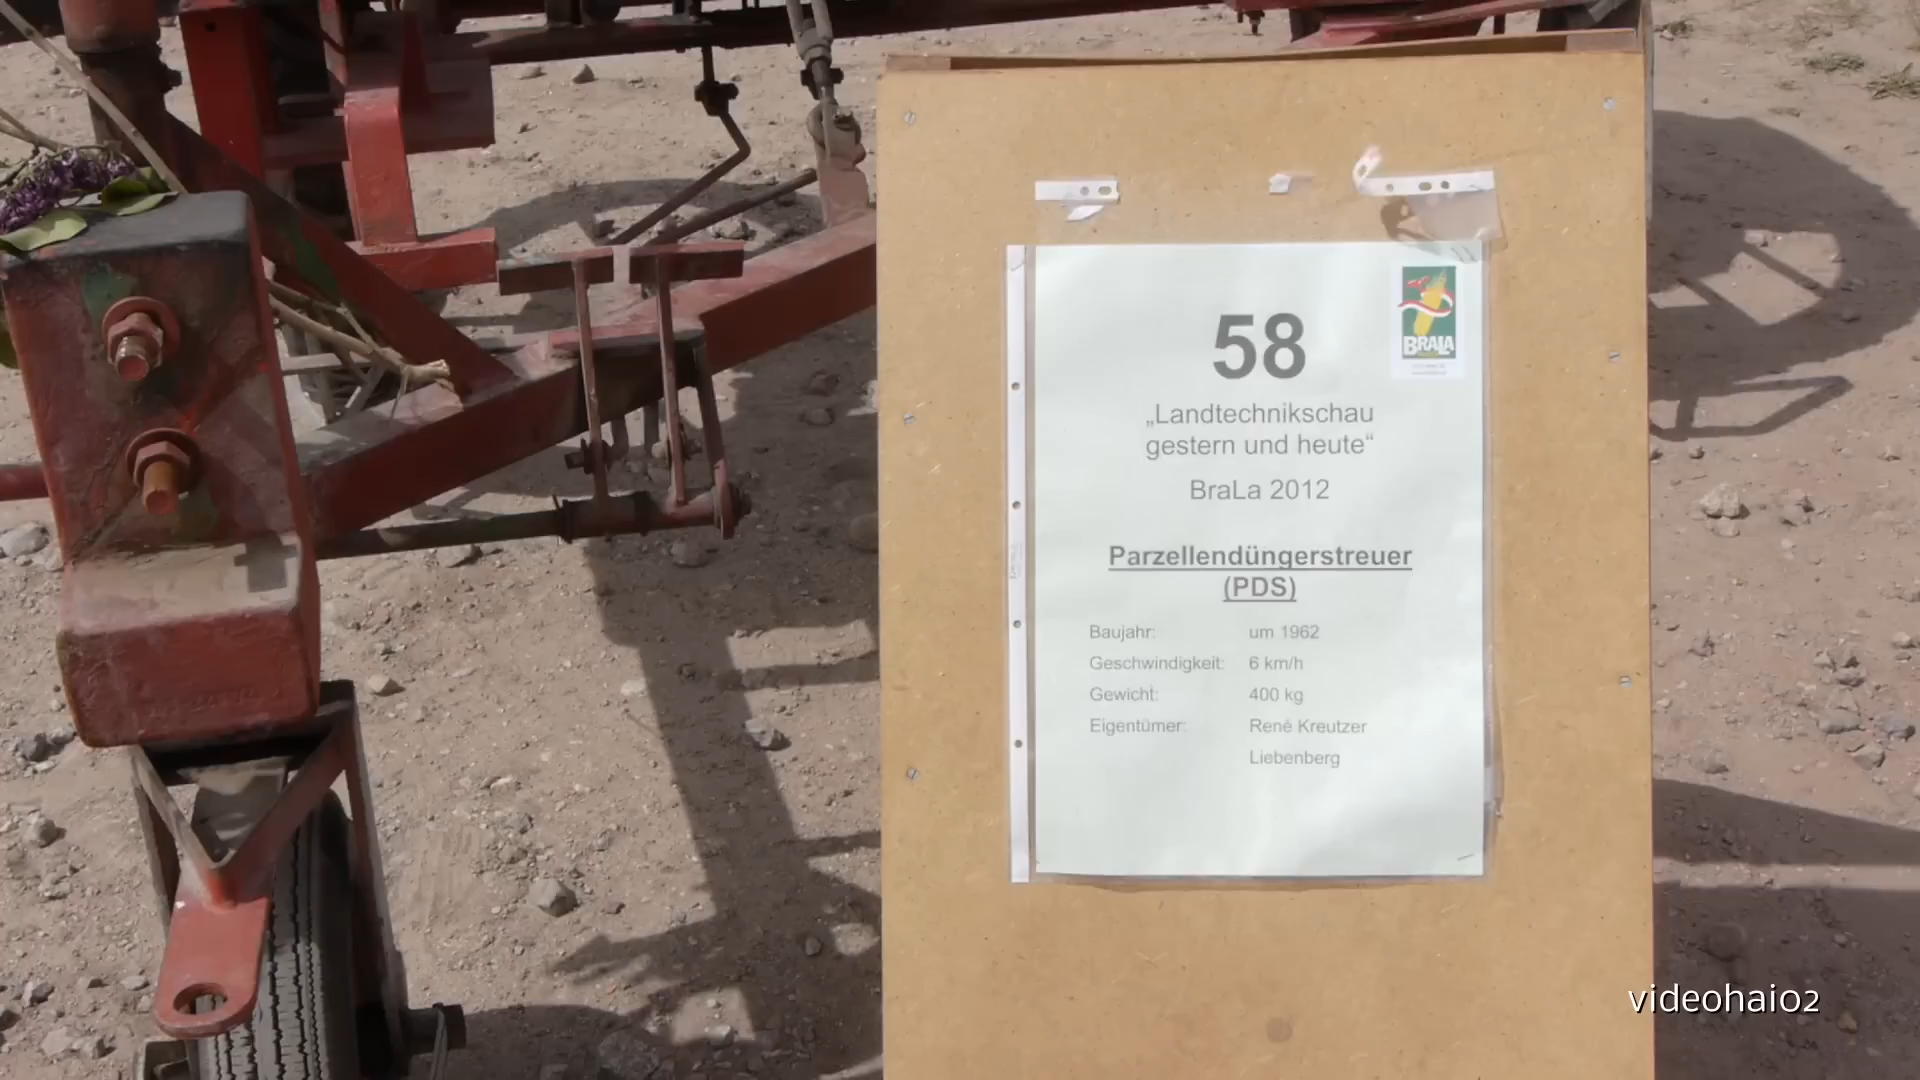 58
BRALA
„Landtechnikschau
gestern und heute“
BraLa 2012
Parzellendüngerstreuer
(PDS)
Baujahr: um 1962
Geschwindigkeit: 6 km/h
Gewicht: 400 kg
Eigentümer: René Kreutzer
Liebenberg
videohaio2